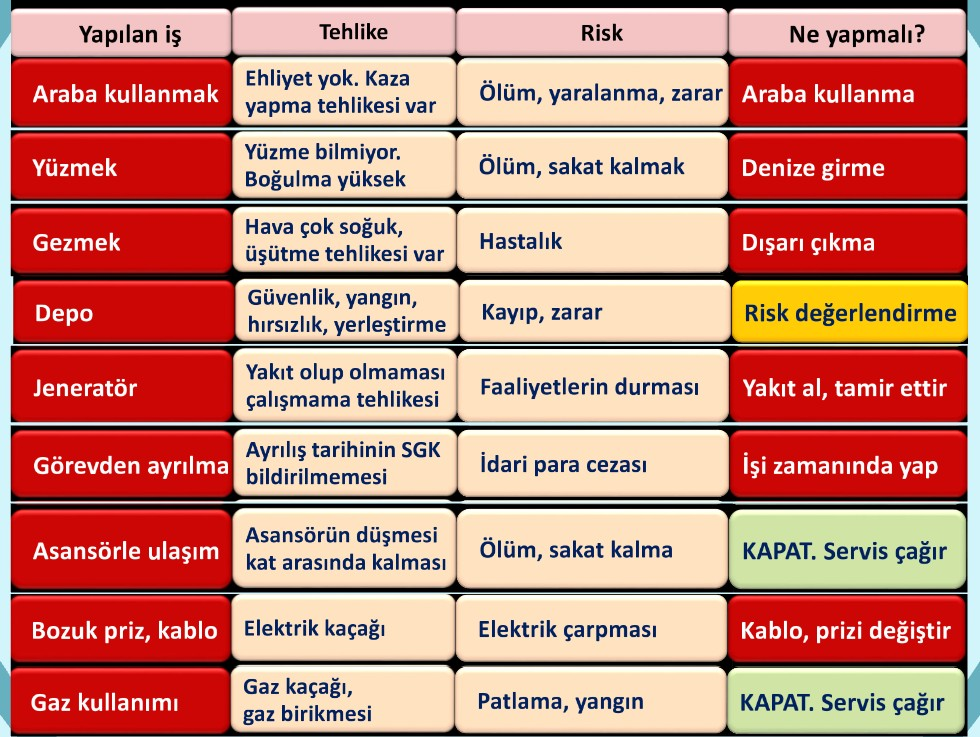 Yapılan iş
Tehlike
Risk
Ne yapmalı?
Araba kullanmak
Ehliyet yok. Kaza
yapma tehlikesi var
Ölüm, yaralanma, zarar
Araba kullanma
Yüzmek
Yüzme bilmiyor.
Boğulma yüksek
Ölüm, sakat kalmak
Denize girme
Gezmek
Hava çok soğuk,
üşütme tehlikesi var
Hastalık
Dışarı çıkma
Depo
Güvenlik, yangın,
hırsızlık, yerleştirme
Kayıp, zarar
Risk değerlendirme
Jeneratör
Yakıt olup olmaması
çalışmama tehlikesi
Faaliyetlerin durması
Yakıt al, tamir ettir
Görevden ayrılma
Ayrılış tarihinin SGK
bildirilmemesi
İdari para cezası
İşi zamanında yap
Asansörle ulaşım
Asansörün düşmesi
kat arasında kalması
Ölüm, sakat kalma
KAPAT. Servis çağır
Bozuk priz, kablo
Elektrik kaçağı
Elektrik çarpması
Kablo, prizi değiştir
Gaz kullanımı
Gaz kaçağı,
gaz birikmesi
Patlama, yangın
KAPAT. Servis çağır